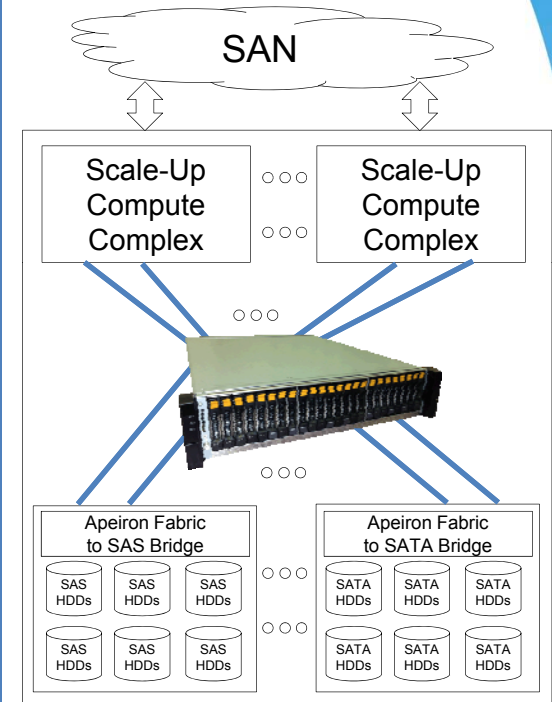 SAN
Scale-Up
Compute
Complex
Scale-Up
Compute
Complex
Apeiron Fabric
to SAS Bridge
Apeiron Fabric
to SATA Bridge
SAS
HDDs
SAS
HDDs
SAS
HDDs
SATA
HDDs
SATA
HDDs
SATA
HDDs
SAS
HDDs
SAS
HDDs
SAS
HDDs
SATA
HDDs
SATA
HDDs
SATA
HDDs